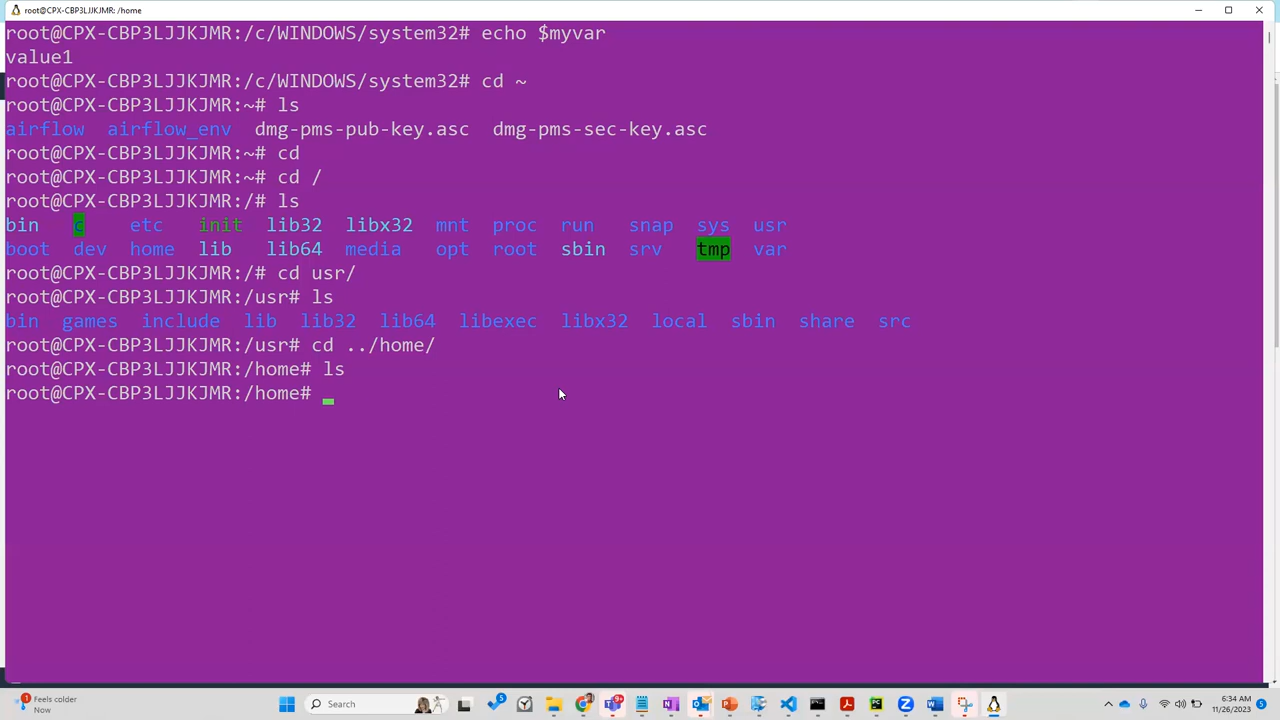 root@CPX-CBP3LJJKJMR: /home
root@CPX-CBP3LJJKJMR:/c/WINDOWS/system32# echo $myvar
value1
root@CPX-CBP3LJJKJMR:/c/WINDOWS/system32# cd ~
root@CPX-CBP3LJJKJMR:~# ls
airflow  airflow_env  dmg-pms-pub-key.asc  dmg-pms-sec-key.asc
root@CPX-CBP3LJJKJMR:~# cd
root@CPX-CBP3LJJKJMR:~# cd /
root@CPX-CBP3LJJKJMR:/# ls
bin   c    etc   init  lib32  libx32  mnt  proc  run   snap  sys  usr
boot  dev  home  lib   lib64  media   opt  root  sbin  srv   tmp  var
root@CPX-CBP3LJJKJMR:/# cd usr/
root@CPX-CBP3LJJKJMR:/usr# ls
bin  games  include  lib  lib32  lib64  libexec  libx32  local  sbin  share  src
root@CPX-CBP3LJJKJMR:/usr# cd ../home/
root@CPX-CBP3LJJKJMR:/home# ls
root@CPX-CBP3LJJKJMR:/home#
Feels colder
Now
Search
6:34 AM
11/26/2023